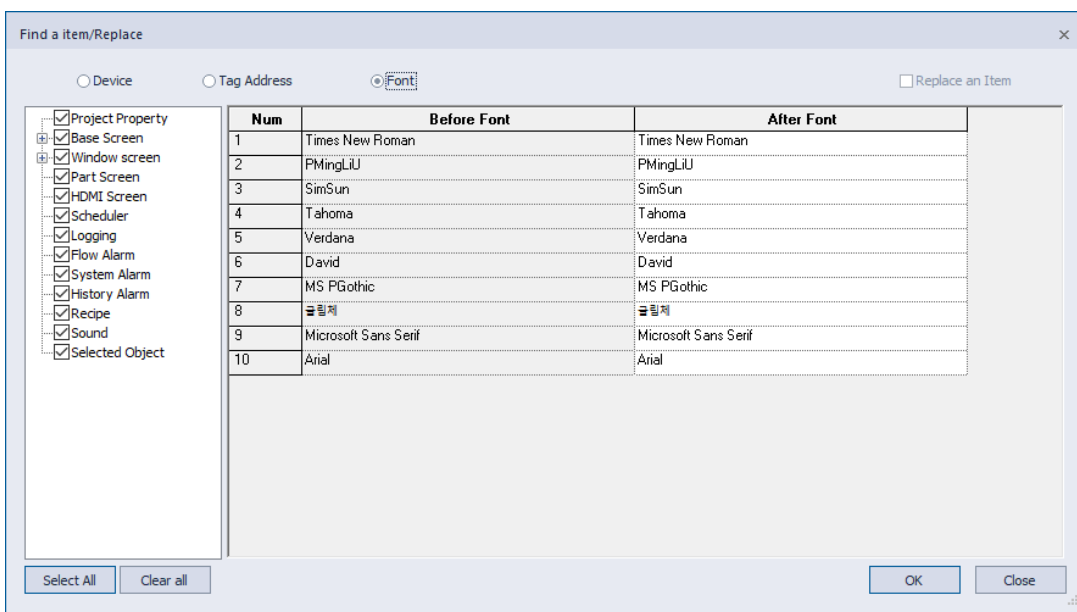 Find a item/Replace
Device Tag Address Font Replace an Item
Project Property
Base Screen
Window screen
Part Screen
HDMI Screen
Scheduler
Logging
Flow Alarm
System Alarm
History Alarm
Recipe
Sound
Selected Object
Num Before Font After Font
1 Times New Roman Times New Roman
2 PMingLiU PMingLiU
3 SimSun SimSun
4 Tahoma Tahoma
5 Verdana Verdana
6 David David
7 MS PGothic MS PGothic
8 굴림체 굴림체
9 Microsoft Sans Serif Microsoft Sans Serif
10 Arial Arial
Select All Clear all OK Close